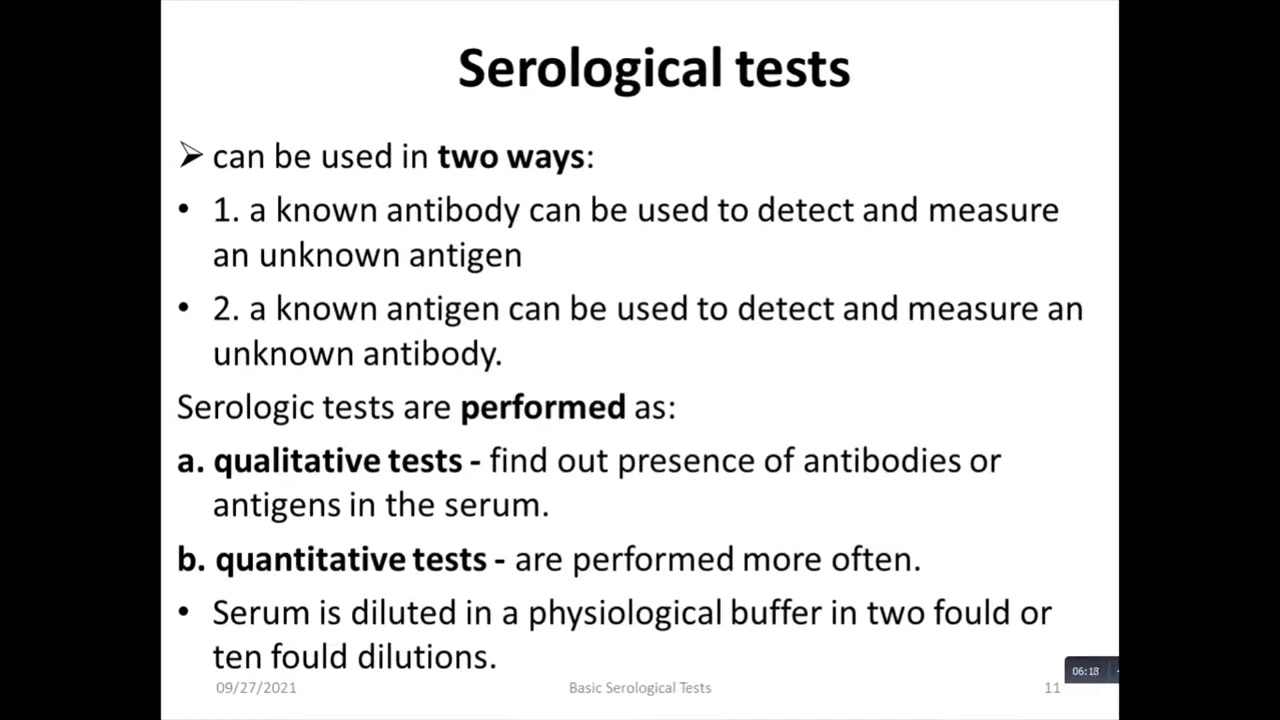 Serological tests
➢ can be used in two ways:
• 1. a known antibody can be used to detect and measure
an unknown antigen
• 2. a known antigen can be used to detect and measure an
unknown antibody.
Serologic tests are performed as:
a. qualitative tests - find out presence of antibodies or
antigens in the serum.
b. quantitative tests - are performed more often.
• Serum is diluted in a physiological buffer in two fould or
ten fould dilutions.
06:18
09/27/2021 Basic Serological Tests 11